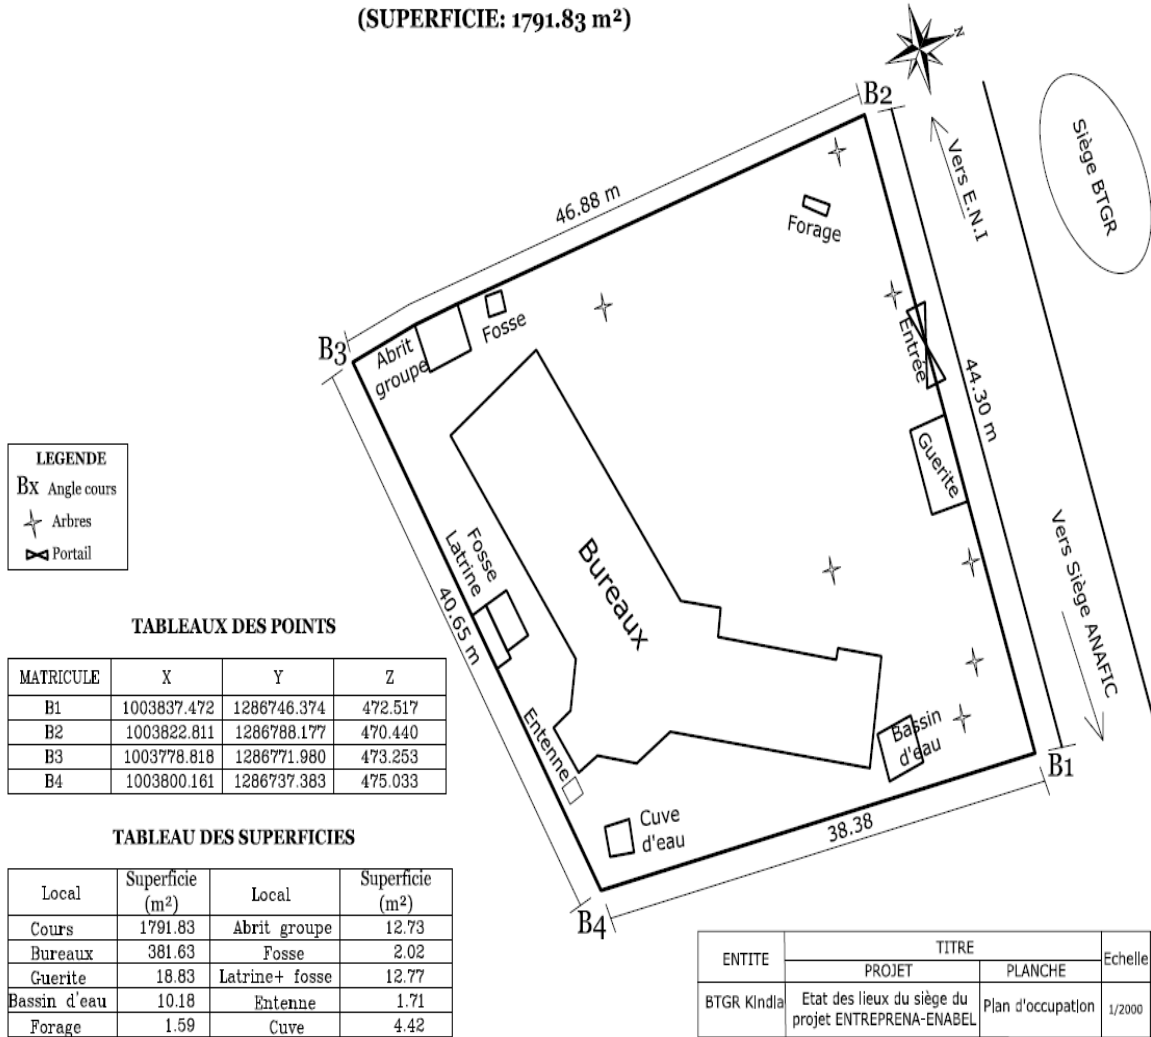 (SUPERFICIE: 1791.83 m²)
N
B2
Vers E.N.I
Siège BTGR
46.88 m
Forage
Fosse
Abrit
groupe
B3
Entrée
44.30 m
Guerite
LEGENDE
Bx Angle cours
Arbres
Portail
Fosse
Latrine
Bureaux
40.65 m
Vers Siège ANAFIC
Entenne
Bassin
d'eau
B1
Cuve
d'eau
38.38
B4
TABLEAUX DES POINTS
MATRICULE X Y Z
B1 1003837.472 1286746.374 472.517
B2 1003822.811 1286788.177 470.440
B3 1003778.818 1286771.980 473.253
B4 1003800.161 1286737.383 475.033
TABLEAU DES SUPERFICIES
Local Superficie (m²) Local Superficie (m²)
Cours 1791.83 Abrit groupe 12.73
Bureaux 381.63 Fosse 2.02
Guerite 18.83 Latrine+ fosse 12.77
Bassin d'eau 10.18 Entenne 1.71
Forage 1.59 Cuve 4.42
ENTITE TITRE Echelle
PROJET PLANCHE
BTGR Kindia Etat des lieux du siège du projet ENTREPRENA-ENABEL Plan d'occupation 1/2000